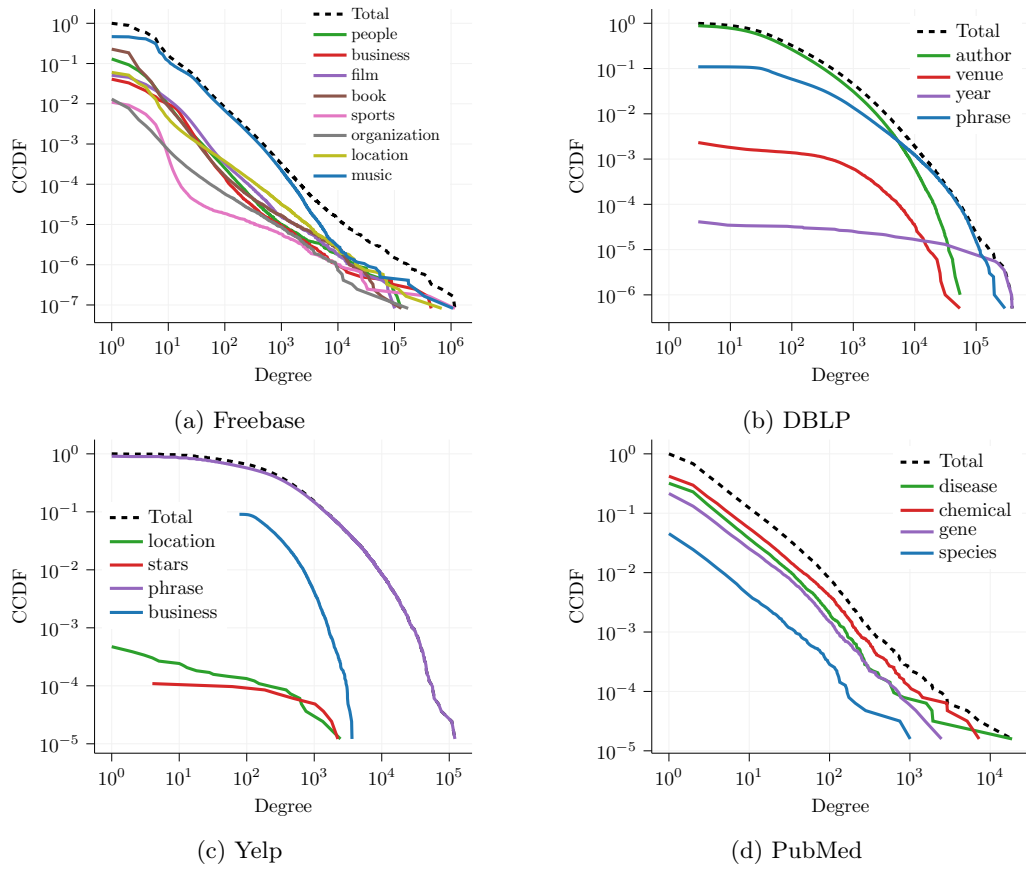 Total
people
business
film
book
sports
organization
location
music
CCDF
10^0
10^-1
10^-2
10^-3
10^-4
10^-5
10^-6
10^-7
10^0 10^1 10^2 10^3 10^4 10^5 10^6
Degree
(a) Freebase
Total
author
venue
year
phrase
CCDF
10^0
10^-1
10^-2
10^-3
10^-4
10^-5
10^-6
10^0 10^1 10^2 10^3 10^4 10^5
Degree
(b) DBLP
Total
location
stars
phrase
business
CCDF
10^0
10^-1
10^-2
10^-3
10^-4
10^-5
10^0 10^1 10^2 10^3 10^4 10^5
Degree
(c) Yelp
Total
disease
chemical
gene
species
CCDF
10^0
10^-1
10^-2
10^-3
10^-4
10^-5
10^0 10^1 10^2 10^3 10^4
Degree
(d) PubMed